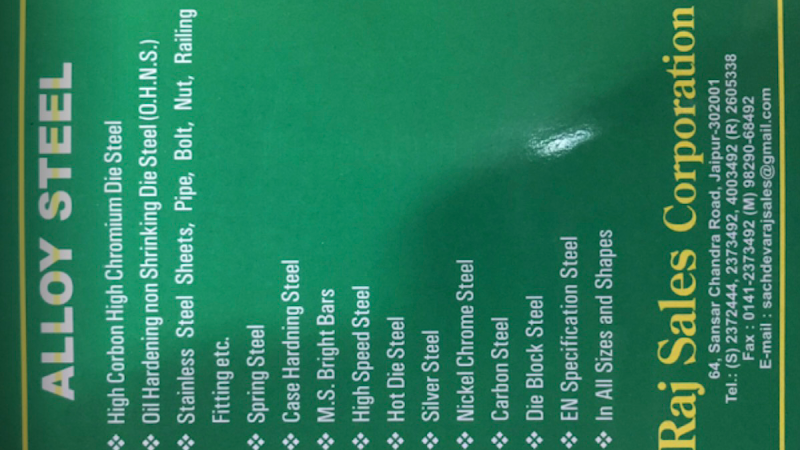 ALLOY STEEL
❖ High Corbon High Chromium Die Steel
❖ Oil Hardening non Shrinking Die Steel (O.H.N.S.)
❖ Stainless Steel Sheets, Pipe, Bolt, Nut, Railing
Fitting etc.
❖ Spring Steel
❖ Case Hardning Steel
❖ M.S. Bright Bars
❖ High Speed Steel
❖ Hot Die Steel
❖ Silver Steel
❖ Nickel Chrome Steel
❖ Carbon Steel
❖ Die Block Steel
❖ EN Specification Steel
❖ In All Sizes and Shapes
Raj Sales Corporation
64, Sansar Chandra Road, Jaipur-302001
Tel.: (S) 2372444, 2373492, 4003492 (R) 2605338
Fax : 0141-2373492 (M) 98290-68492
E-mail : sachdevarajsales@gmail.com